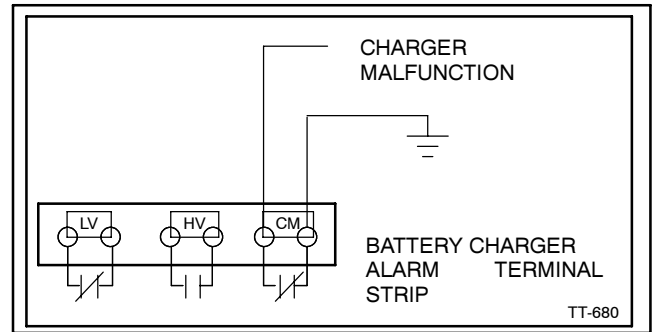 CHARGER
MALFUNCTION
LV HV CM
BATTERY CHARGER
ALARM TERMINAL
STRIP
TT-680